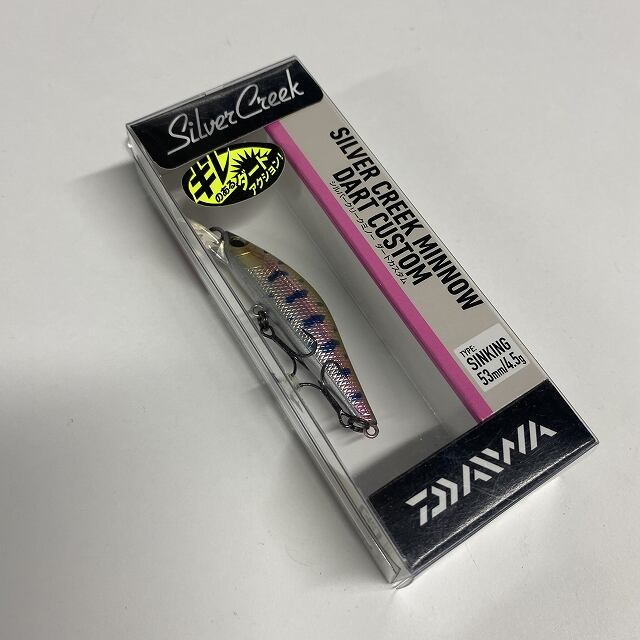 Silver Creek
キレ
のあるダート
アクション!
SILVER CREEK MINNOW
DART CUSTOM
シルバークリークミノー ダートカスタム
TYPE:
SINKING
53mm/4.5g
DAIWA